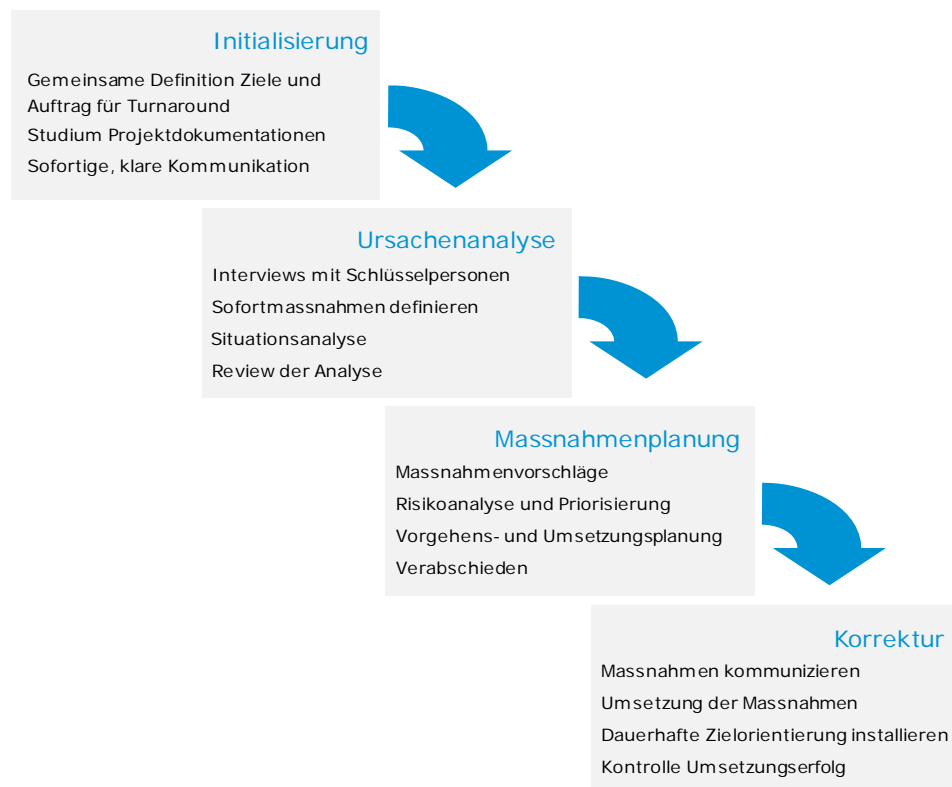 Initialisierung
Gemeinsame Definition Ziele und
Auftrag für Turnaround
Studium Projektdokumentationen
Sofortige, klare Kommunikation
Ursachenanalyse
Interviews mit Schlüsselpersonen
Sofortmassnahmen definieren
Situationsanalyse
Review der Analyse
Massnahmenplanung
Massnahmenvorschläge
Risikoanalyse und Priorisierung
Vorgehens- und Umsetzungsplanung
Verabschieden
Korrektur
Massnahmen kommunizieren
Umsetzung der Massnahmen
Dauerhafte Zielorientierung installieren
Kontrolle Umsetzungserfolg